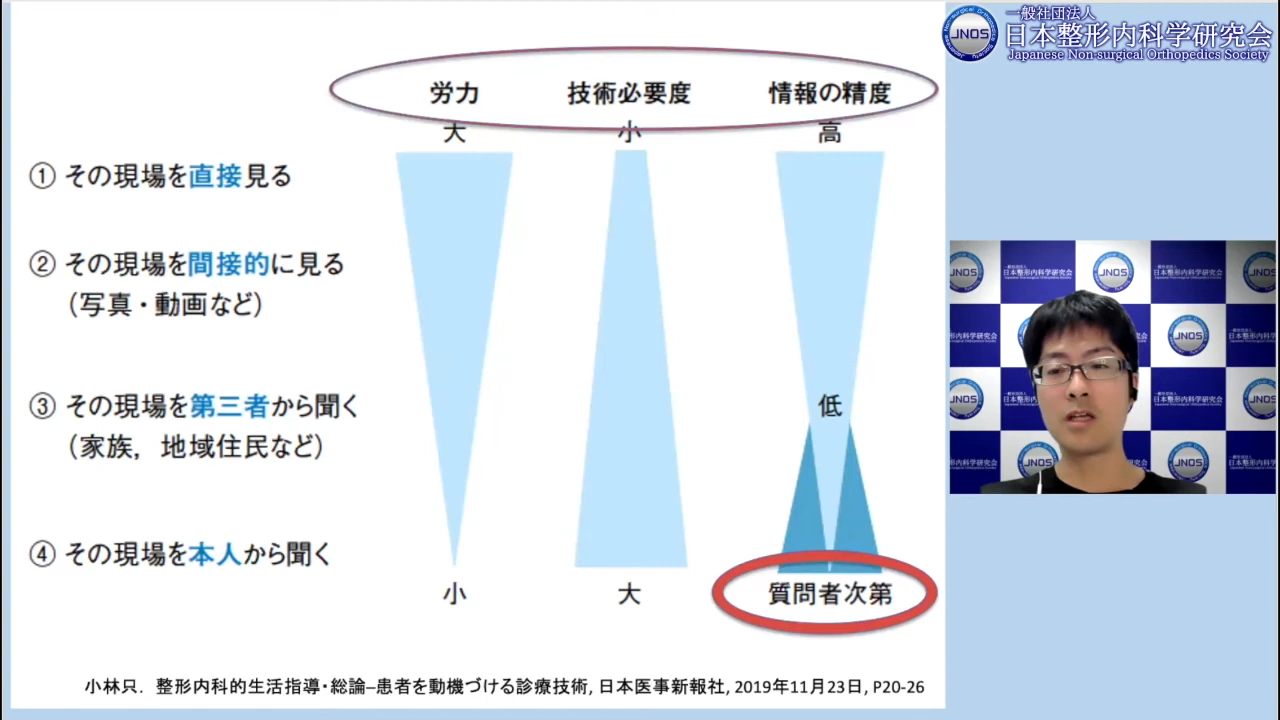 一般社団法人
日本整形内科学研究会
Japanese Non-surgical Orthopedics Society
JNOS
労力 技術必要度 情報の精度
大 小 高
① その現場を直接見る
② その現場を間接的に見る
（写真・動画など）
③ その現場を第三者から聞く
（家族，地域住民など）
低
④ その現場を本人から聞く
小 大 質問者次第
小林只．整形内科的生活指導・総論–患者を動機づける診療技術, 日本医事新報社, 2019年11月23日, P20-26